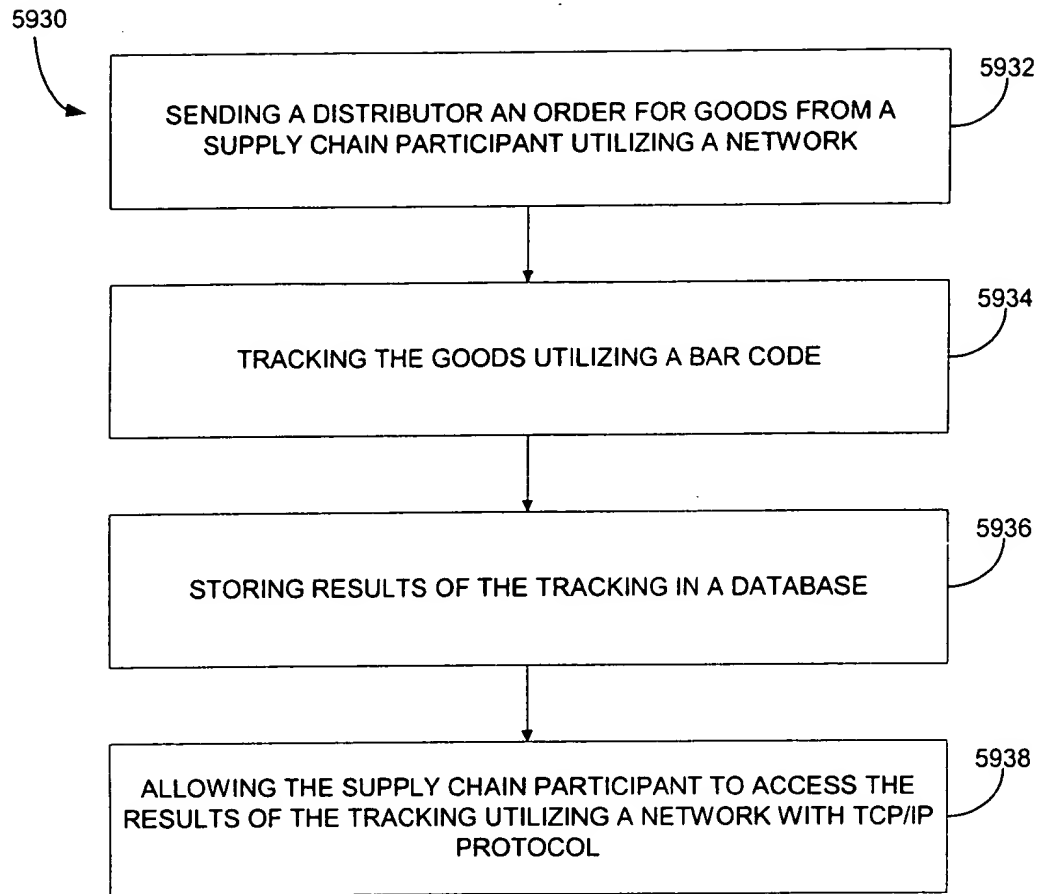 5930
5932
SENDING A DISTRIBUTOR AN ORDER FOR GOODS FROM A
SUPPLY CHAIN PARTICIPANT UTILIZING A NETWORK
5934
TRACKING THE GOODS UTILIZING A BAR CODE
5936
STORING RESULTS OF THE TRACKING IN A DATABASE
5938
ALLOWING THE SUPPLY CHAIN PARTICIPANT TO ACCESS THE
RESULTS OF THE TRACKING UTILIZING A NETWORK WITH TCP/IP
PROTOCOL